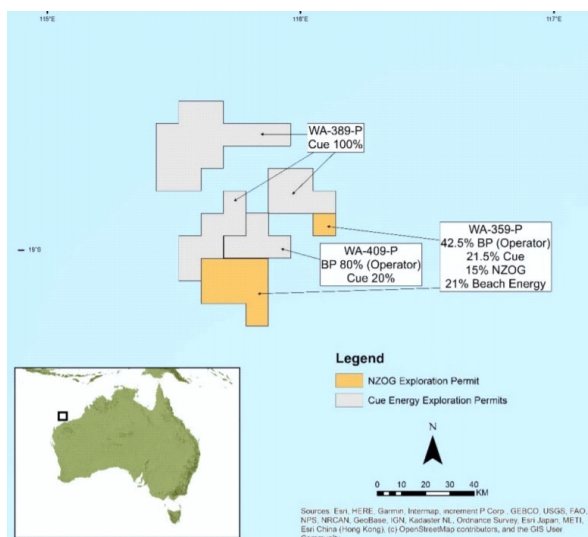 115°E
116°E
117°E
WA-389-P
Cue 100%
19°E
WA-409-P
BP 80% (Operator)
Cue 20%
WA-359-P
42.5% BP (Operator)
21.5% Cue
15% NZOG
21% Beach Energy
Legend
NZOG Exploration Permit
Cue Energy Exploration Permits
N
0 10 20 40
KM
Sources: Esri, HERE, Garmin, Intermap, increment P Corp., GEBCO, USGS, FAO,
NPS, NRCAN, GeoBase, IGN, Kadaster NL, Ordnance Survey, Esri Japan, METI,
Esri China (Hong Kong), (c) OpenStreetMap contributors, and the GIS User